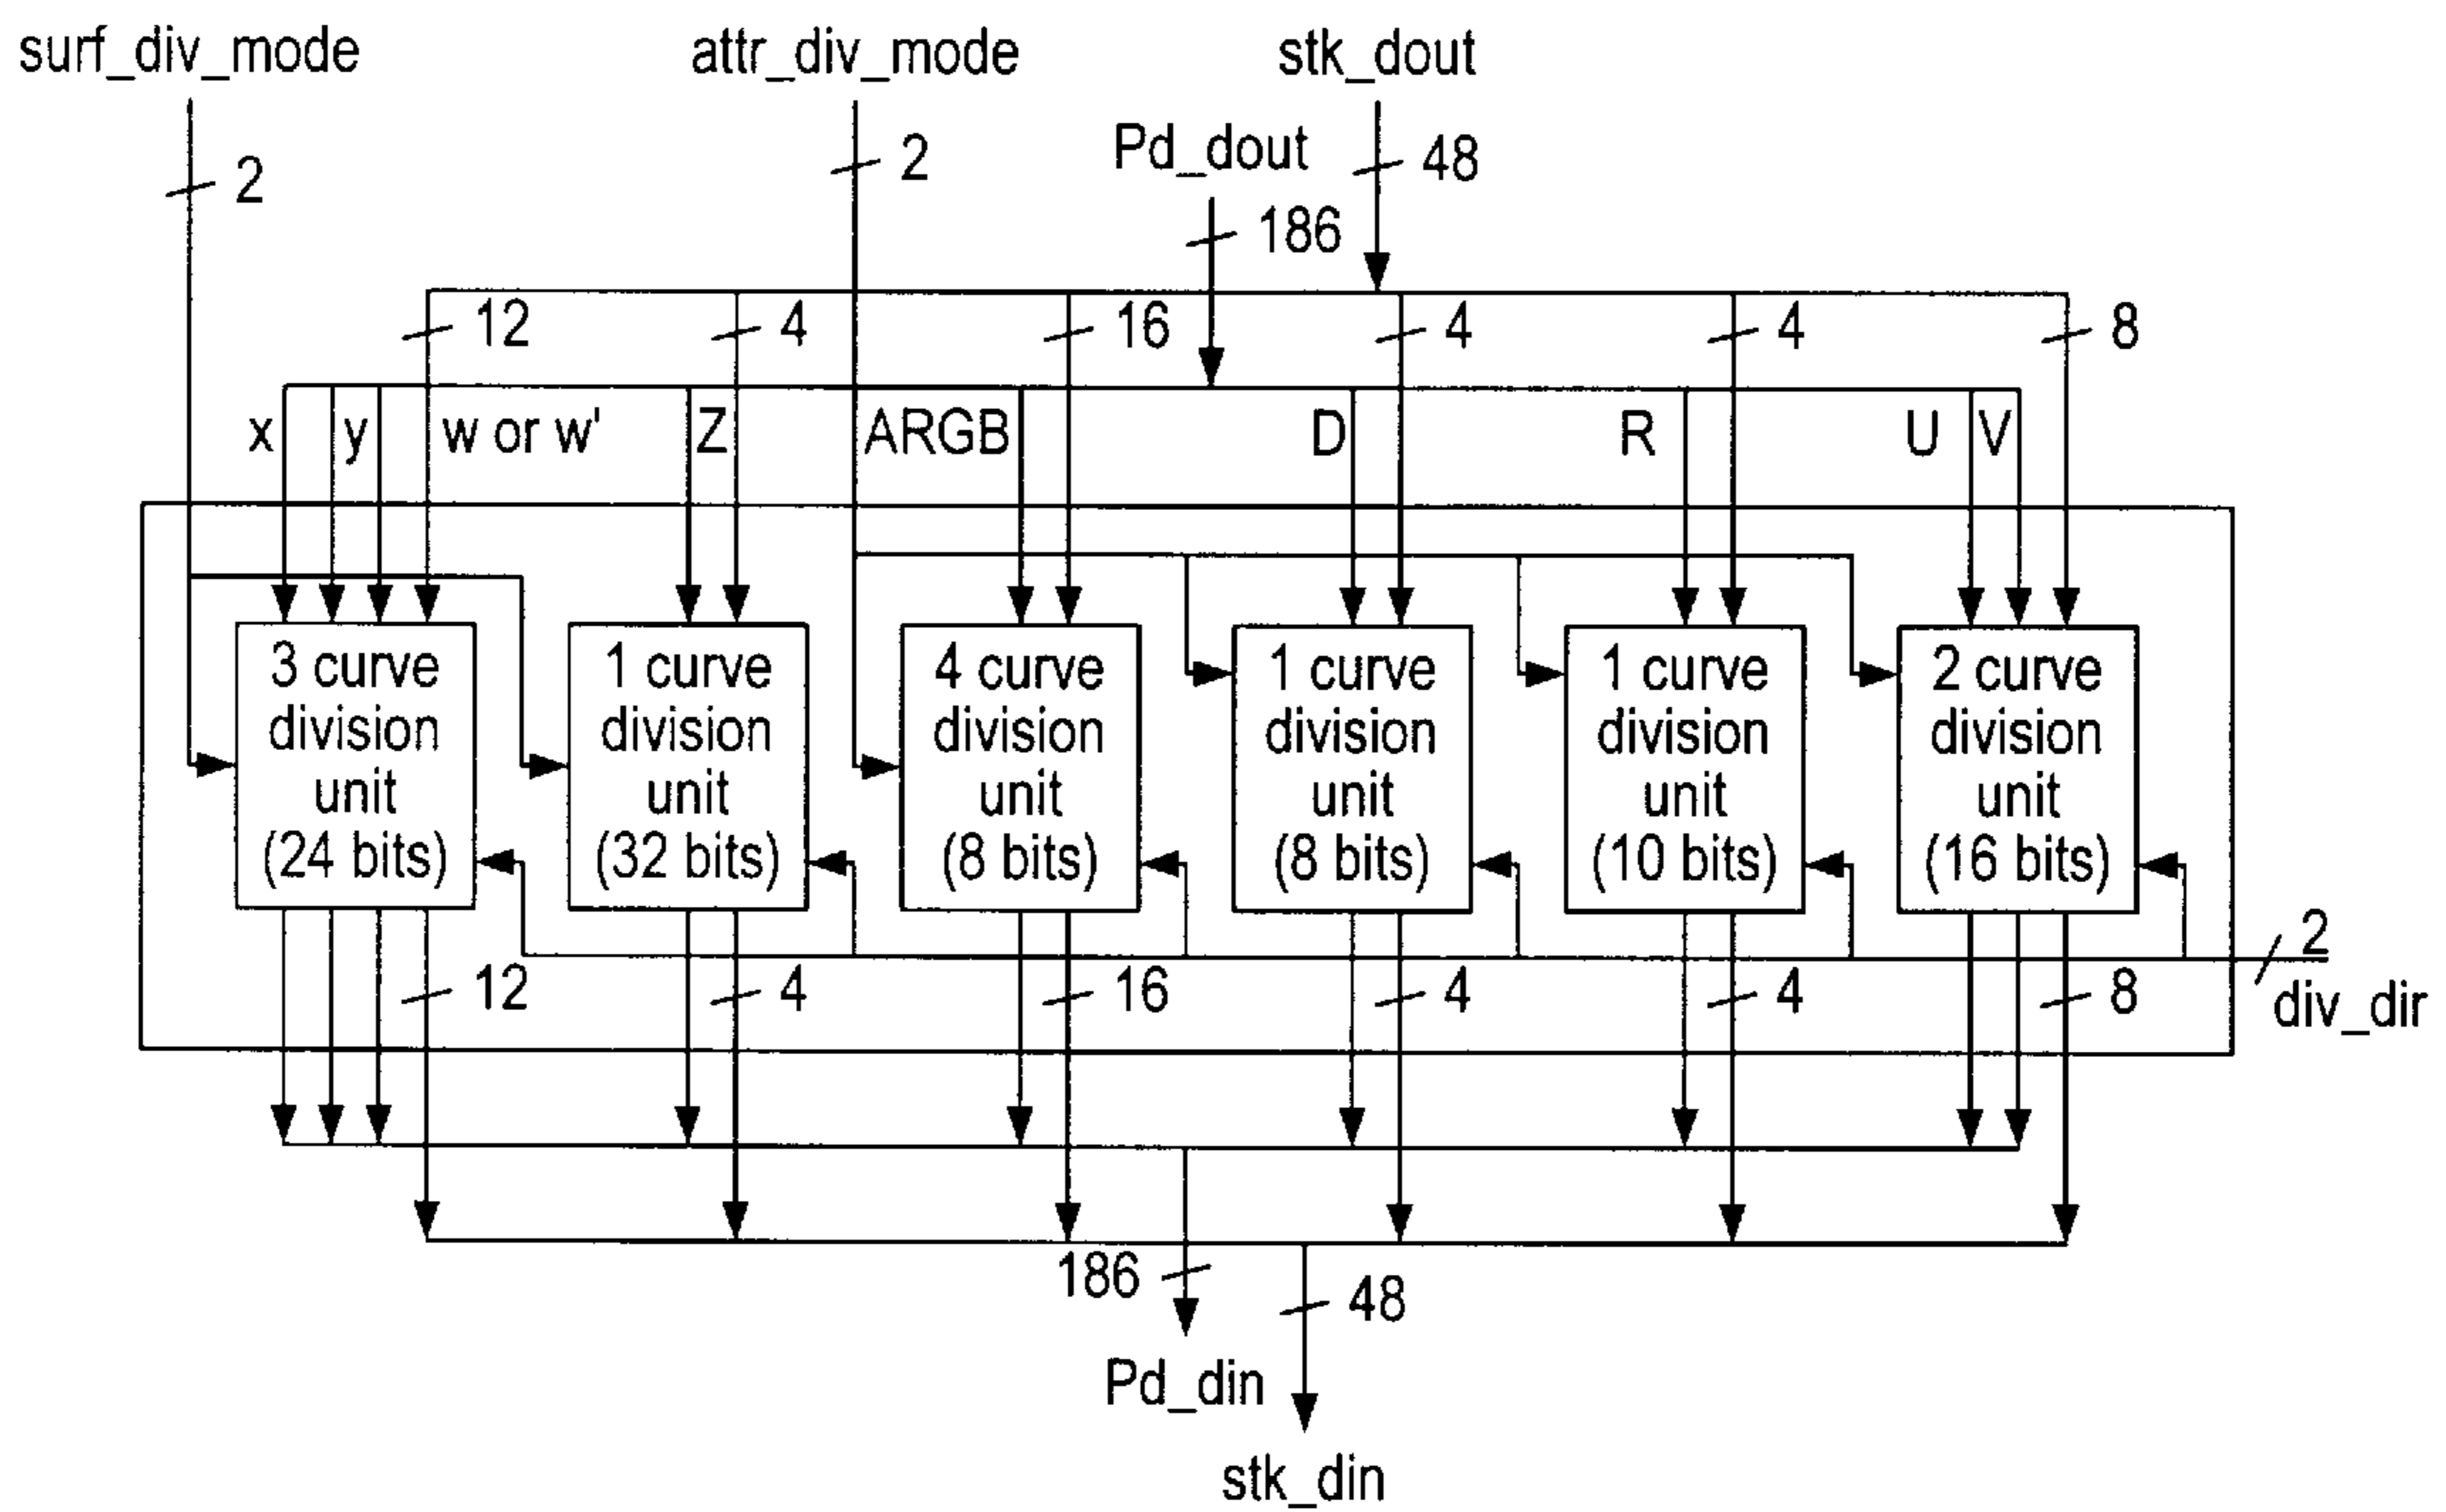 surf_div_mode
attr_div_mode
stk_dout
2
2
Pd_dout
48
186
12
4
16
4
4
8
x
y
w or w'
Z
ARGB
D
R
U
V
3 curve
division
unit
(24 bits)
1 curve
division
unit
(32 bits)
4 curve
division
unit
(8 bits)
1 curve
division
unit
(8 bits)
1 curve
division
unit
(10 bits)
2 curve
division
unit
(16 bits)
2
div_dir
12
4
16
4
4
8
186
48
Pd_din
stk_din